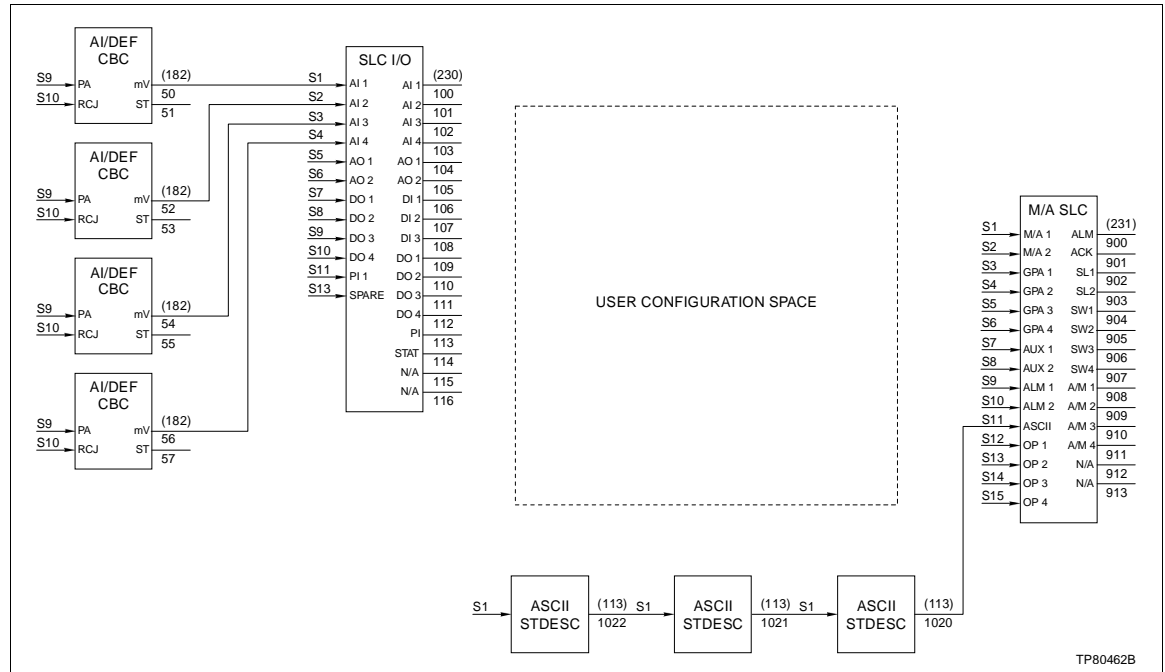 AI/DEF
CBC
S9 PA mV (182)
50
S10 RCJ ST
51
AI/DEF
CBC
S9 PA mV (182)
52
S10 RCJ ST
53
AI/DEF
CBC
S9 PA mV (182)
54
S10 RCJ ST
55
AI/DEF
CBC
S9 PA mV (182)
56
S10 RCJ ST
57
SLC I/O
S1 AI 1 AI 1 (230)
100
S2 AI 2 AI 2
101
S3 AI 3 AI 3
102
S4 AI 4 AI 4
103
S5 AO 1 AO 1
104
S6 AO 2 AO 2
105
S7 DO 1 DI 1
106
S8 DO 2 DI 2
107
S9 DO 3 DI 3
108
S10 DO 4 DO 1
109
S11 PI 1 DO 2
110
S13 SPARE DO 3
111
DO 4
112
PI
113
STAT
114
N/A
115
N/A
116
USER CONFIGURATION SPACE
M/A SLC
S1 M/A 1 ALM (231)
900
S2 M/A 2 ACK
901
S3 GPA 1 SL1
902
S4 GPA 2 SL2
903
S5 GPA 3 SW1
904
S6 GPA 4 SW2
905
S7 AUX 1 SW3
906
S8 AUX 2 SW4
907
S9 ALM 1 A/M 1
908
S10 ALM 2 A/M 2
909
S11 ASCII A/M 3
910
S12 OP 1 A/M 4
911
S13 OP 2 N/A
912
S14 OP 3 N/A
913
S15 OP 4
S1 ASCII (113) S1 ASCII (113) S1 ASCII (113)
STDESC 1022 STDESC 1021 STDESC 1020
TP80462B